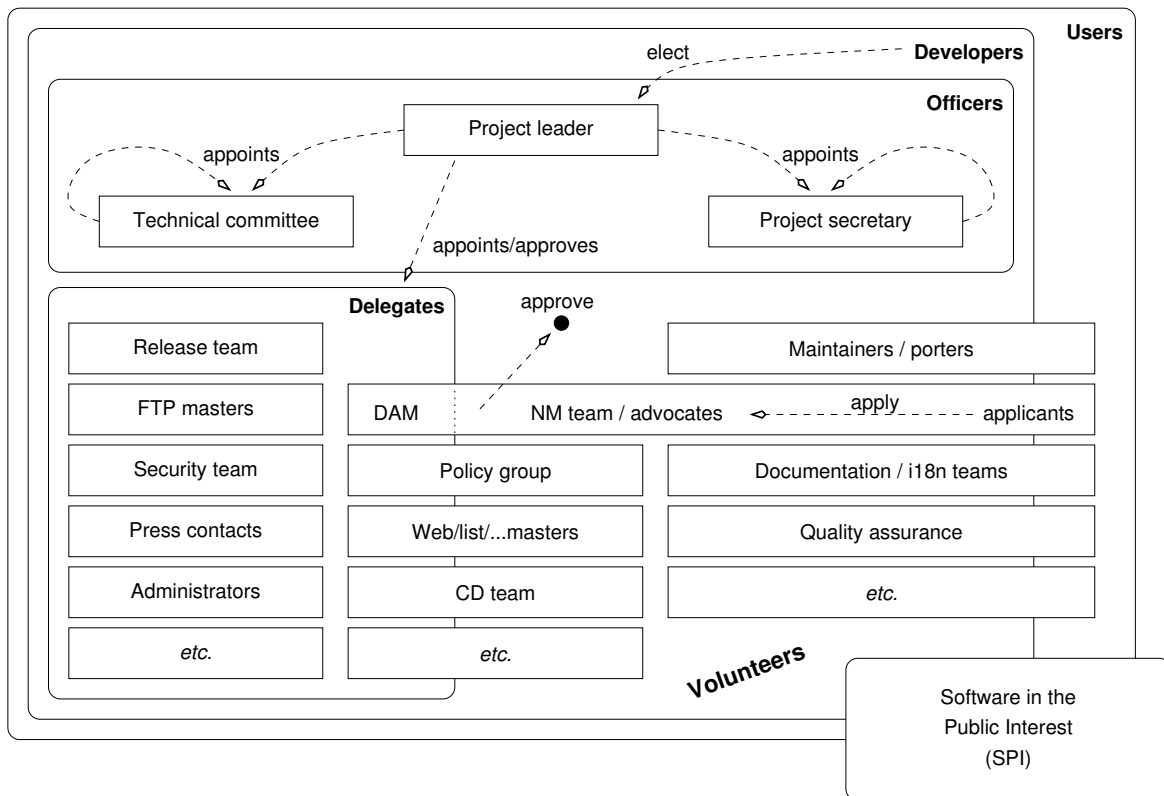 Users
elect
Developers
Officers
Project leader
appoints
appoints
Technical committee
Project secretary
appoints/approves
Delegates
approve
Release team
Maintainers / porters
FTP masters
DAM
NM team / advocates
apply
applicants
Security team
Policy group
Documentation / i18n teams
Press contacts
Web/list/...masters
Quality assurance
Administrators
CD team
etc.
etc.
etc.
Volunteers
Software in the
Public Interest
(SPI)